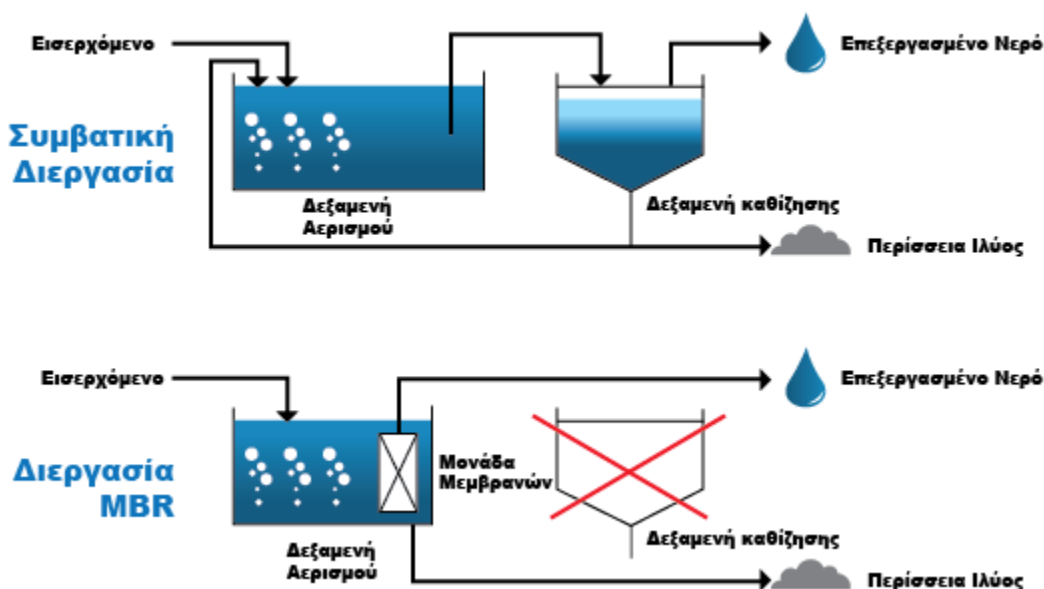 Εισερχόμενο
Επεξεργασμένο Νερό
Συμβατική
Διεργασία
Δεξαμενή
Αερισμού
Δεξαμενή καθίζησης
Περίσσεια Ιλύος
Εισερχόμενο
Επεξεργασμένο Νερό
Διεργασία
MBR
Μονάδα
Μεμβρανών
Δεξαμενή
Αερισμού
Δεξαμενή καθίζησης
Περίσσεια Ιλύος